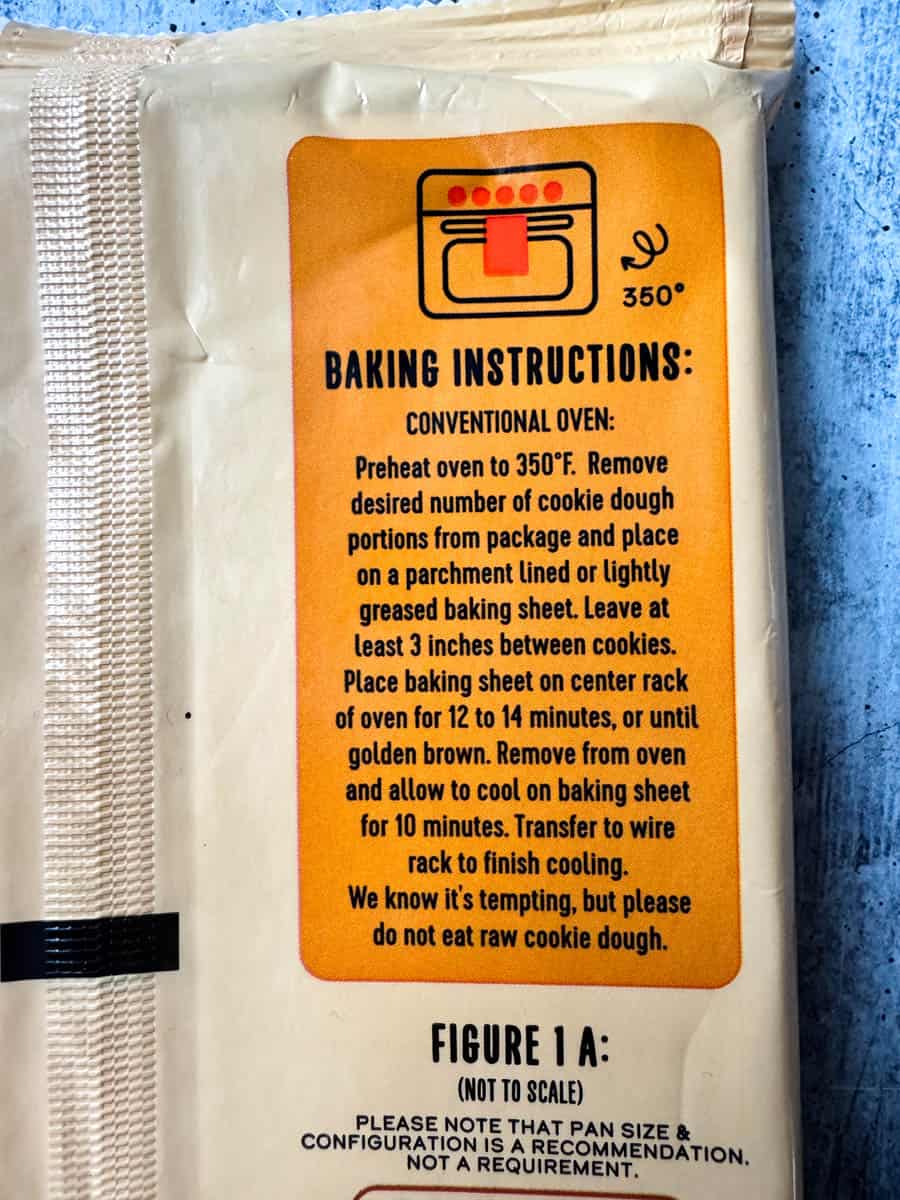 350°
BAKING INSTRUCTIONS:
CONVENTIONAL OVEN:
Preheat oven to 350°F. Remove
desired number of cookie dough
portions from package and place
on a parchment lined or lightly
greased baking sheet. Leave at
least 3 inches between cookies.
Place baking sheet on center rack
of oven for 12 to 14 minutes, or until
golden brown. Remove from oven
and allow to cool on baking sheet
for 10 minutes. Transfer to wire
rack to finish cooling.
We know it's tempting, but please
do not eat raw cookie dough.
FIGURE 1 A:
(NOT TO SCALE)
PLEASE NOTE THAT PAN SIZE &
CONFIGURATION IS A RECOMMENDATION.
NOT A REQUIREMENT.